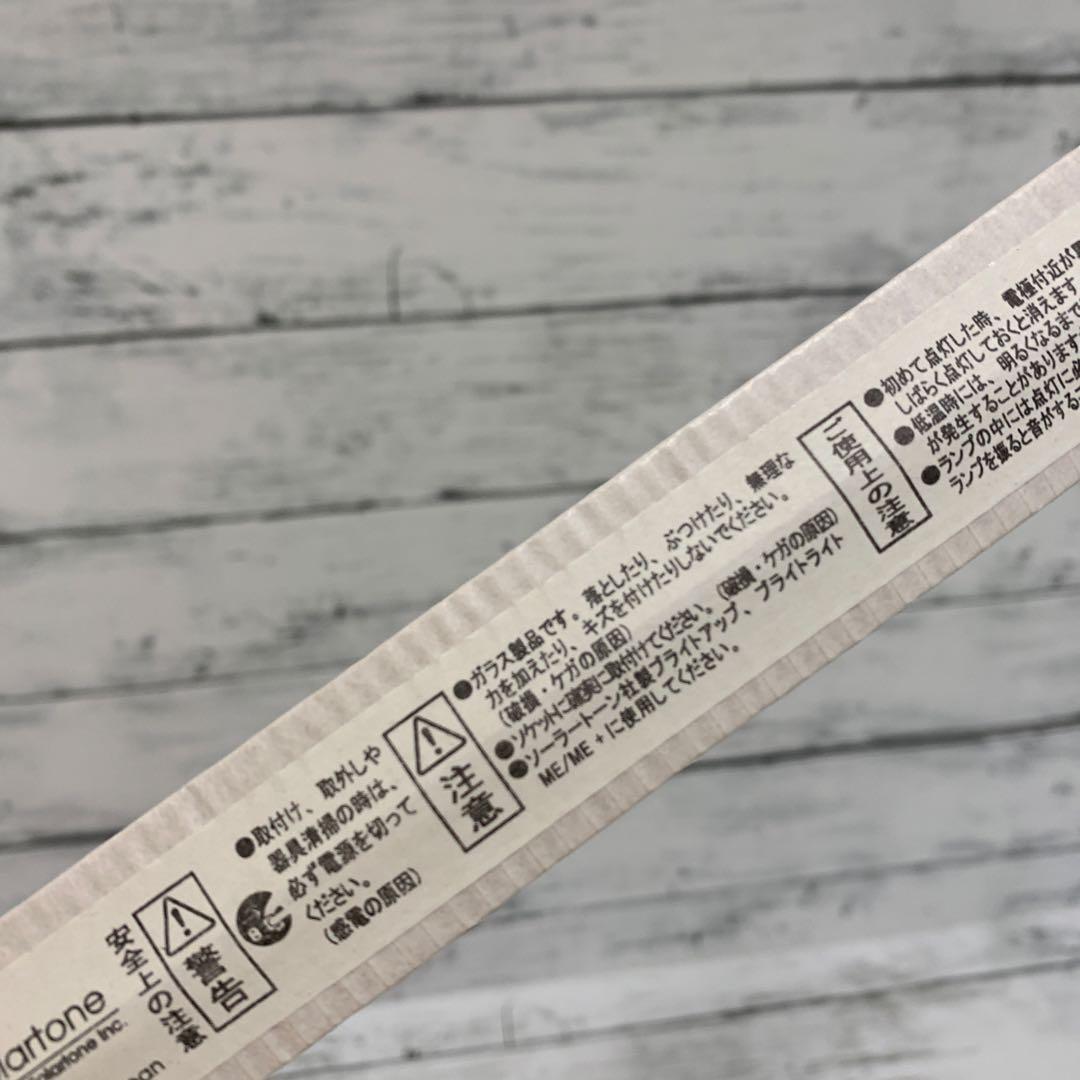 安全上の注意
警告
●取付け、取外しや
器具清掃の時は、
必ず電源を切って
ください。
(感電の原因)
注意
●ガラス製品です。落としたり、ぶつけたり、無理な
力を加えたり、キズを付けたりしないでください。
(破損・ケガの原因)
●ソケットに確実に取付けてください。(破損・ケガの原因)
●ソーラートーン社製ブライトアップ、ブライトライト
ME/ME+に使用してください。
ご使用上の注意
●初めて点灯した時、電極付近が
しばらく点灯しておくと消えます
●低温時には、明るくなるまで
が発生することがあります
●ランプの中には点灯に必
ランプを振ると音がする